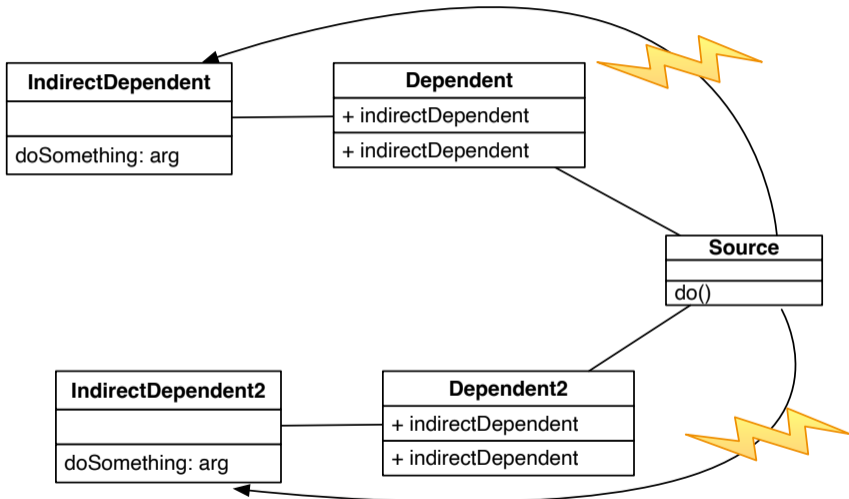 IndirectDependent
doSomething: arg
Dependent
+ indirectDependent
+ indirectDependent
Source
do()
IndirectDependent2
doSomething: arg
Dependent2
+ indirectDependent
+ indirectDependent